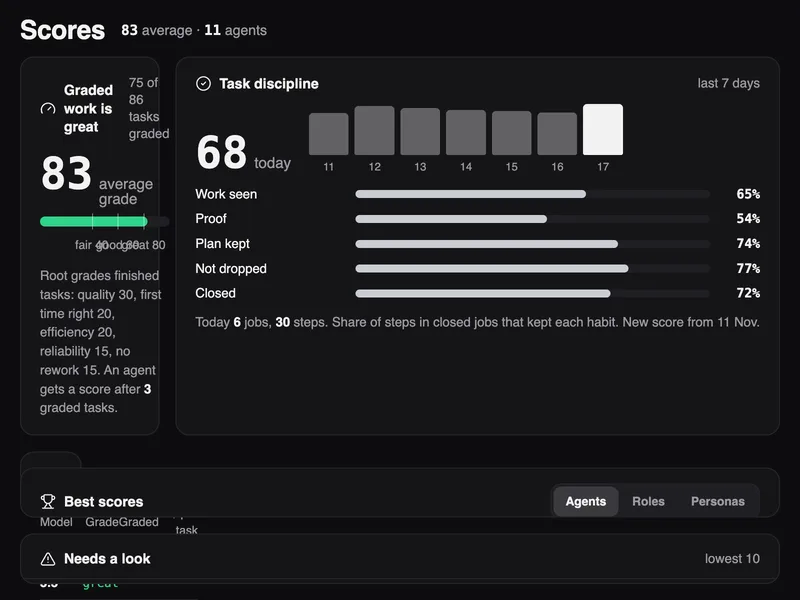 Scores 83 average · 11 agents
Graded work is great
75 of 86 tasks graded
83 average grade
fair 40 good 60 great 80
Root grades finished
tasks: quality 30, first
time right 20,
efficiency 20,
reliability 15, no
rework 15. An agent
gets a score after 3
graded tasks.
Task discipline
last 7 days
68 today
11 12 13 14 15 16 17
Work seen 65%
Proof 54%
Plan kept 74%
Not dropped 77%
Closed 72%
Today 6 jobs, 30 steps. Share of steps in closed jobs that kept each habit. New score from 11 Nov.
Best scores
Agents Roles Personas
Model Grade Graded
task
Needs a look
lowest 10
great